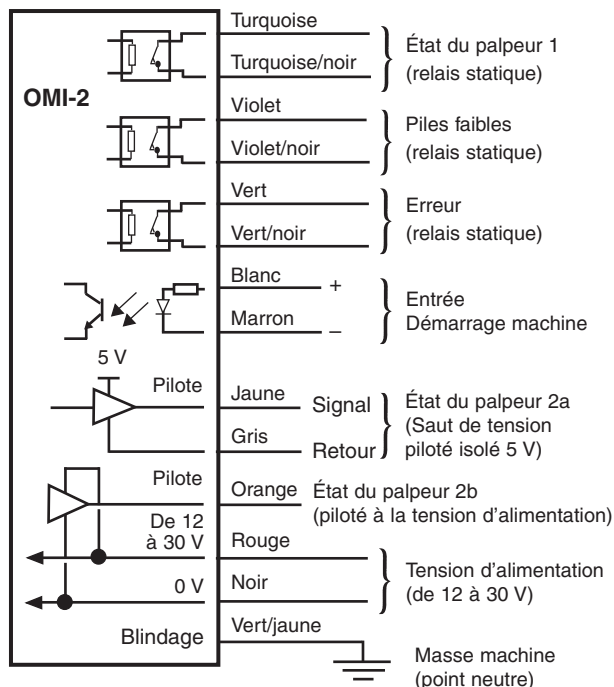 OMI-2
Turquoise
Turquoise/noir
État du palpeur 1
(relais statique)
Violet
Violet/noir
Piles faibles
(relais statique)
Vert
Vert/noir
Erreur
(relais statique)
Blanc
+
Marron
–
Entrée
Démarrage machine
5 V
Pilote
Jaune
Signal
Gris
Retour
État du palpeur 2a
(Saut de tension
piloté isolé 5 V)
Pilote
Orange
État du palpeur 2b
(piloté à la tension d'alimentation)
De 12
à 30 V
Rouge
0 V
Noir
Tension d'alimentation
(de 12 à 30 V)
Blindage
Vert/jaune
Masse machine
(point neutre)